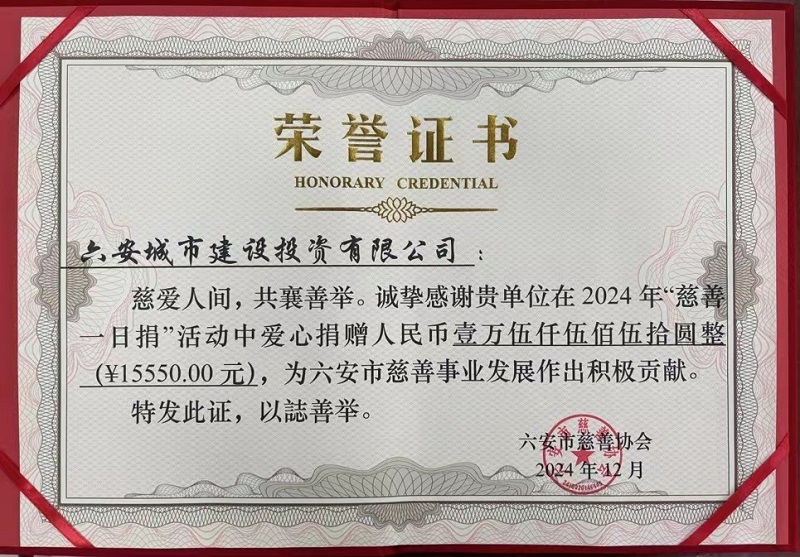 荣誉证书
HONORARY CREDENTIAL
六安城市建设投资有限公司：
慈爱人间，共襄善举。诚挚感谢贵单位在2024年“慈善
一日捐”活动中爱心捐赠人民币壹万伍仟伍佰伍拾圆整
（¥15550.00元），为六安市慈善事业发展作出积极贡献。
特发此证，以誌善举。
六安市慈善协会
2024年12月